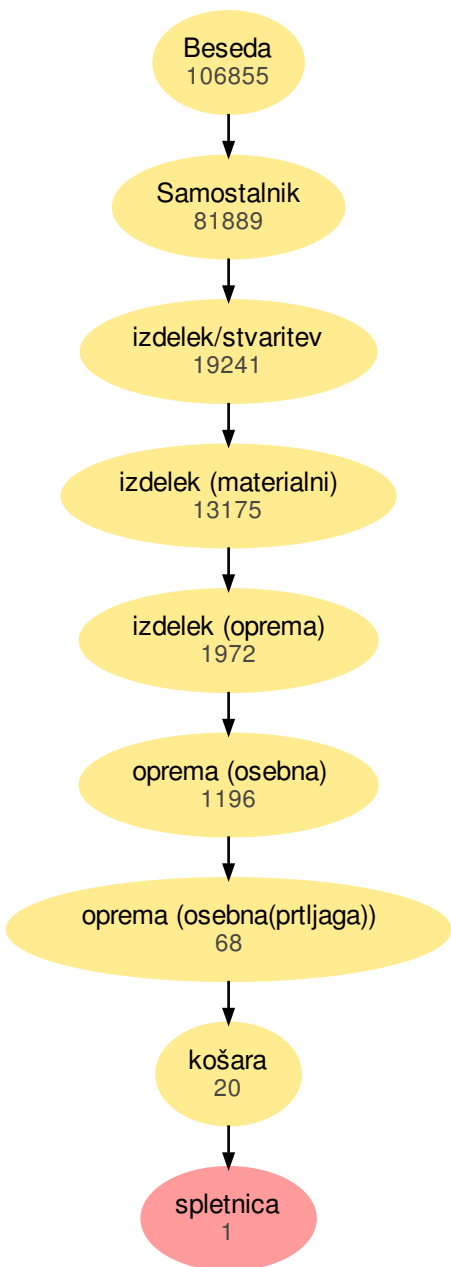 Beseda
106855
Samostalnik
81889
izdelek/stvaritev
19241
izdelek (materialni)
13175
izdelek (oprema)
1972
oprema (osebna)
1196
oprema (osebna(prtljaga))
68
košara
20
spletnica
1